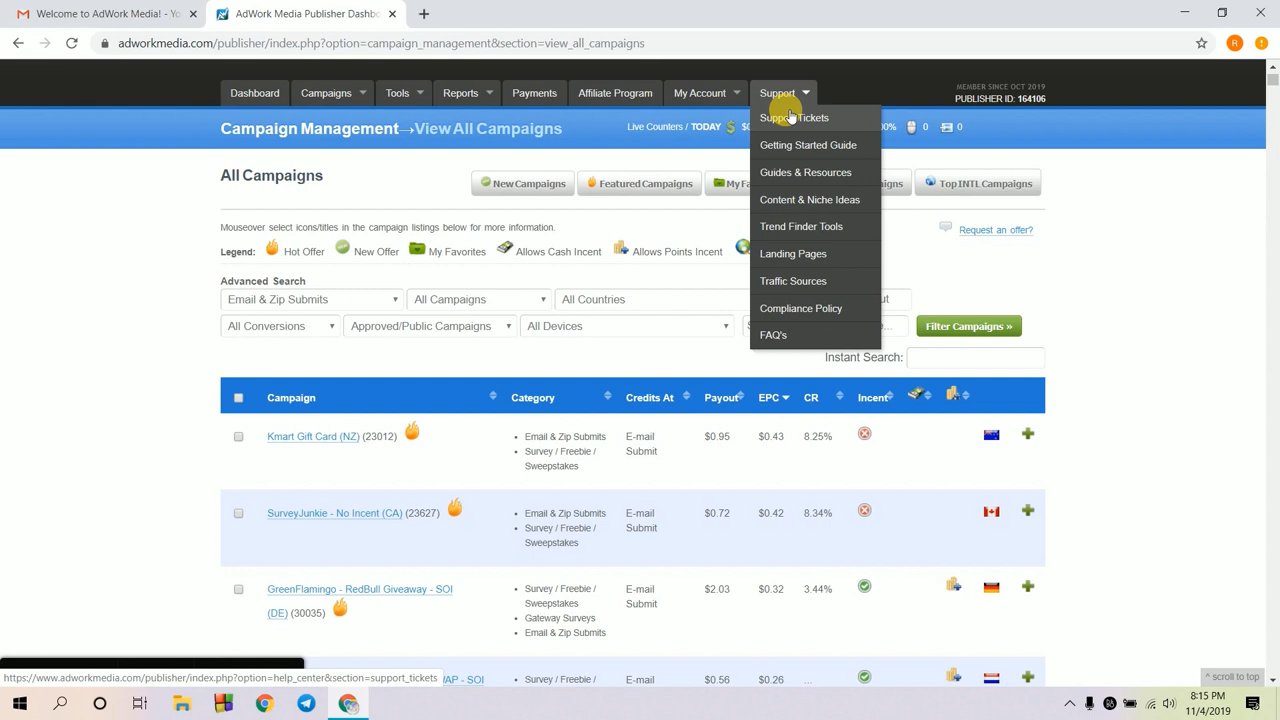 Welcome to AdWork Media! - Yo
AdWork Media Publisher Dashbo
adworkmedia.com/publisher/index.php?option=campaign_management&section=view_all_campaigns
R
Dashboard Campaigns Tools Reports Payments Affiliate Program My Account Support
MEMBER SINCE OCT 2019
PUBLISHER ID: 164106
Campaign Management→View All Campaigns
Live Counters / TODAY $ $0 00% 0 0
Support Tickets
Getting Started Guide
Guides & Resources
Content & Niche Ideas
Trend Finder Tools
Landing Pages
Traffic Sources
Compliance Policy
FAQ's
All Campaigns
New Campaigns Featured Campaigns My Fa aigns Top INTL Campaigns
Mouseover select icons/titles in the campaign listings below for more information.
Request an offer?
Legend: Hot Offer New Offer My Favorites Allows Cash Incent Allows Points Incent
Advanced Search
Email & Zip Submits All Campaigns All Countries out
All Conversions Approved/Public Campaigns All Devices S e... Filter Campaigns »
Instant Search:
Campaign Category Credits At Payout EPC CR Incent
Kmart Gift Card (NZ) (23012)
Email & Zip Submits
Survey / Freebie /
Sweepstakes
E-mail
Submit
$0.95 $0.43 8.25%
SurveyJunkie - No Incent (CA) (23627)
Email & Zip Submits
Survey / Freebie /
Sweepstakes
E-mail
Submit
$0.72 $0.42 8.34%
GreenFlamingo - RedBull Giveaway - SOI
(DE) (30035)
Survey / Freebie /
Sweepstakes
Gateway Surveys
Email & Zip Submits
E-mail
Submit
$2.03 $0.32 3.44%
AP - SOI
Survey / Freebie /
E-mail
$0.56 $0.26 ...
https://www.adworkmedia.com/publisher/index.php?option=help_center&section=support_tickets
^ scroll to top
8:15 PM
11/4/2019